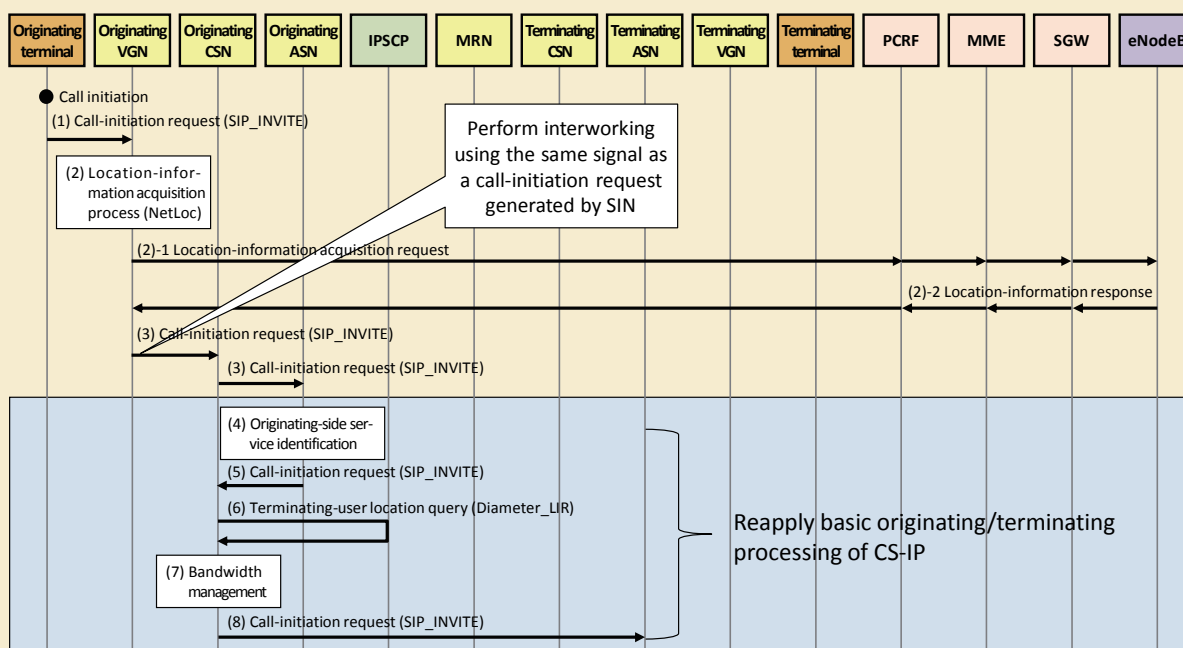 Originating
terminal
Originating
VGN
Originating
CSN
Originating
ASN
IPSCP
MRN
Terminating
CSN
Terminating
ASN
Terminating
VGN
Terminating
terminal
PCRF
MME
SGW
eNodeB
Call initiation
(1) Call-initiation request (SIP_INVITE)
Perform interworking
using the same signal as
a call-initiation request
generated by SIN
(2) Location-infor-
mation acquisition
process (NetLoc)
(2)-1 Location-information acquisition request
(2)-2 Location-information response
(3) Call-initiation request (SIP_INVITE)
(3) Call-initiation request (SIP_INVITE)
(4) Originating-side ser-
vice identification
(5) Call-initiation request (SIP_INVITE)
(6) Terminating-user location query (Diameter_LIR)
Reapply basic originating/terminating
processing of CS-IP
(7) Bandwidth
management
(8) Call-initiation request (SIP_INVITE)